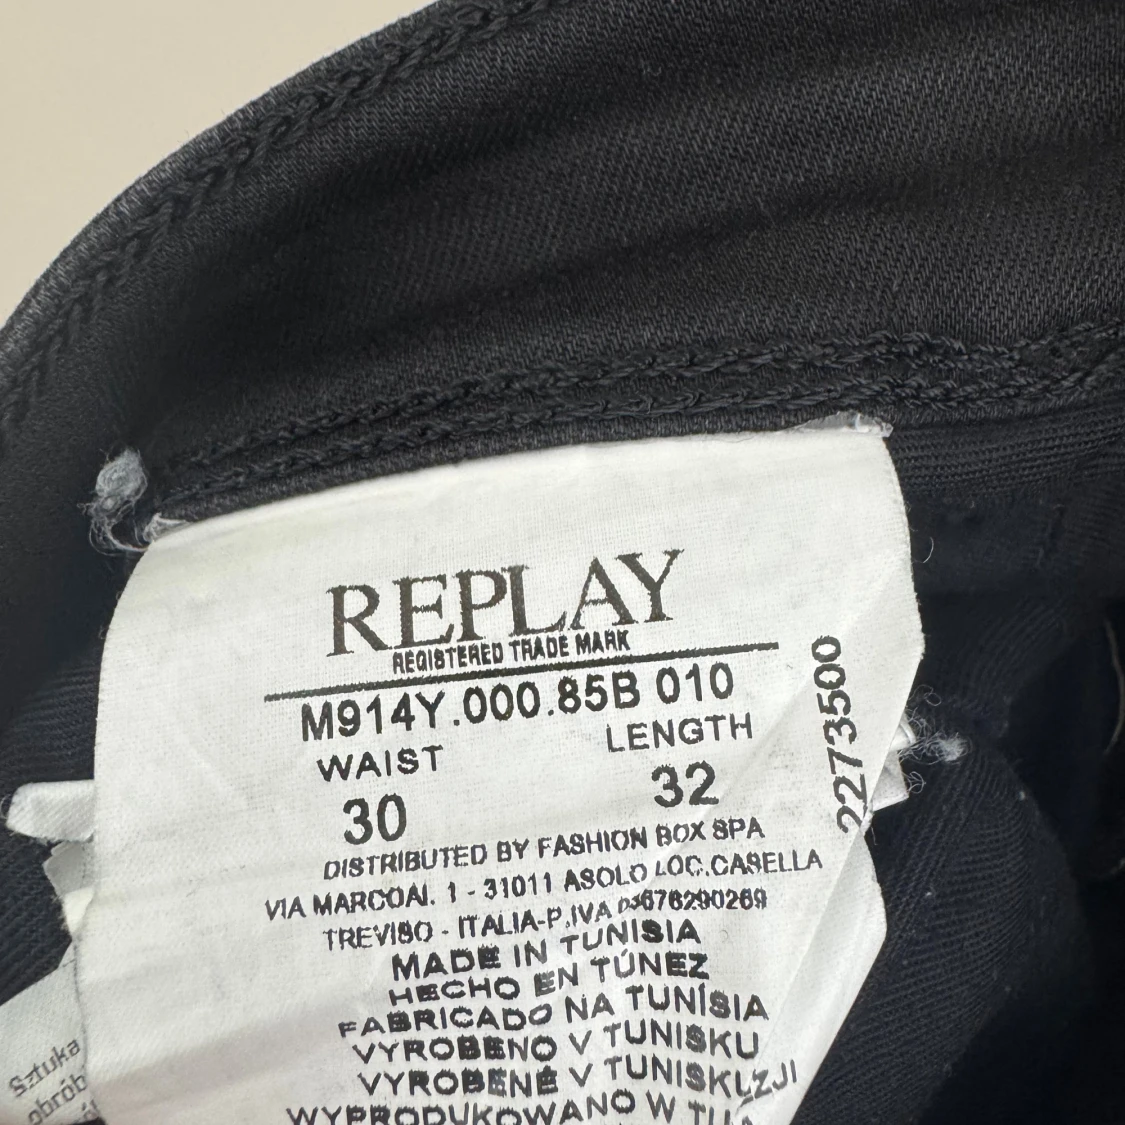 REPLAY
REGISTERED TRADE MARK
M914Y.000.85B 010
WAIST LENGTH
30 32
2273500
DISTRIBUTED BY FASHION BOX SPA
VIA MARCONI. 1 - 31011 ASOLO LOC.CASELLA
TREVISO - ITALIA-P.IVA
MADE IN TUNISIA
HECHO EN TÚNEZ
FABRICADO NA TUNÍSIA
VYROBENO V TUNISKU
VYROBENÉ V TUNISKU
WYPRODUKOWANO W
Sztuka
obrób